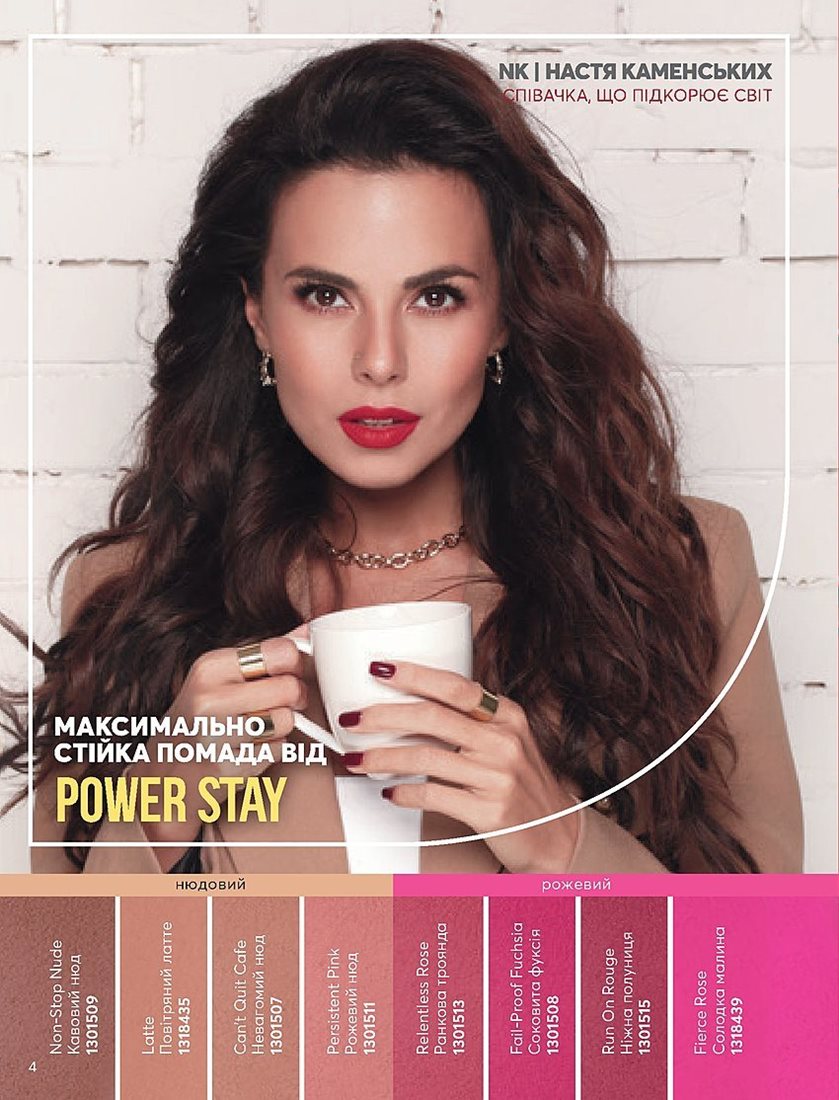 NK | НАСТЯ КАМЕНСЬКИХ
СПІВАЧКА, ЩО ПІДКОРЮЄ СВІТ
МАКСИМАЛЬНО
СТІЙКА ПОМАДА ВІД
POWER STAY
нюдовий
рожевий
Non-Stop Nude
Кавовий нюд
1301509
Latte
Повітряний латте
1318435
Can't Quit Cafe
Невагомий нюд
1301507
Persistent Pink
Рожевий нюд
1301511
Relentless Rose
Ранкова троянда
1301513
Fail-Proof Fuchsia
Соковита фуксія
1301508
Run On Rouge
Ніжна полуниця
1301515
Fierce Rose
Солодка малина
1318439
4